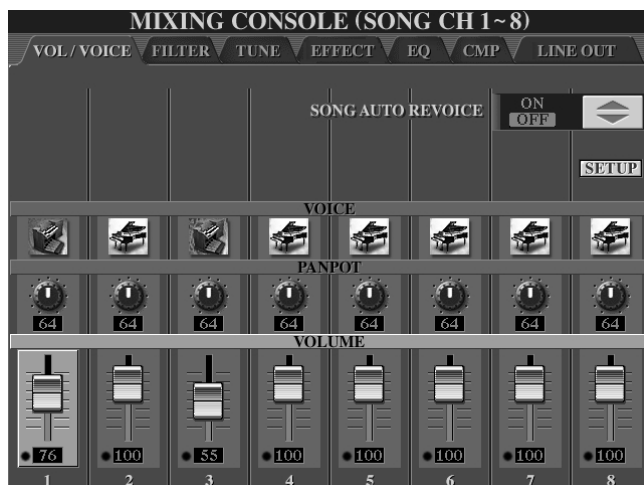 MIXING CONSOLE (SONG CH 1~8)
VOL / VOICE FILTER TUNE EFFECT EQ CMP LINE OUT
SONG AUTO REVOICE ON
OFF
SETUP
VOICE
PANPOT
64 64 64 64 64 64 64 64
VOLUME
76 100 55 100 100 100 100 100
1 2 3 4 5 6 7 8